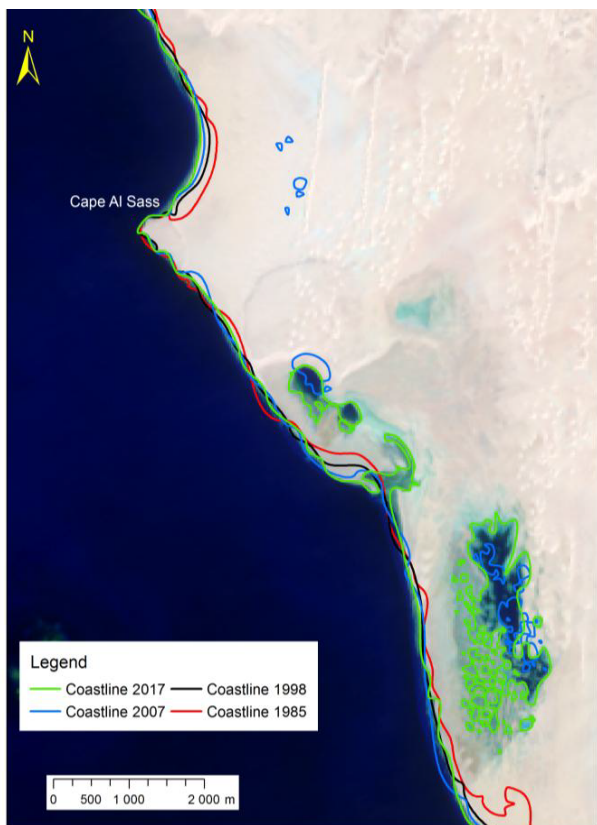 N
Cape Al Sass
Legend
Coastline 2017 Coastline 1998
Coastline 2007 Coastline 1985
0 500 1 000 2 000 m